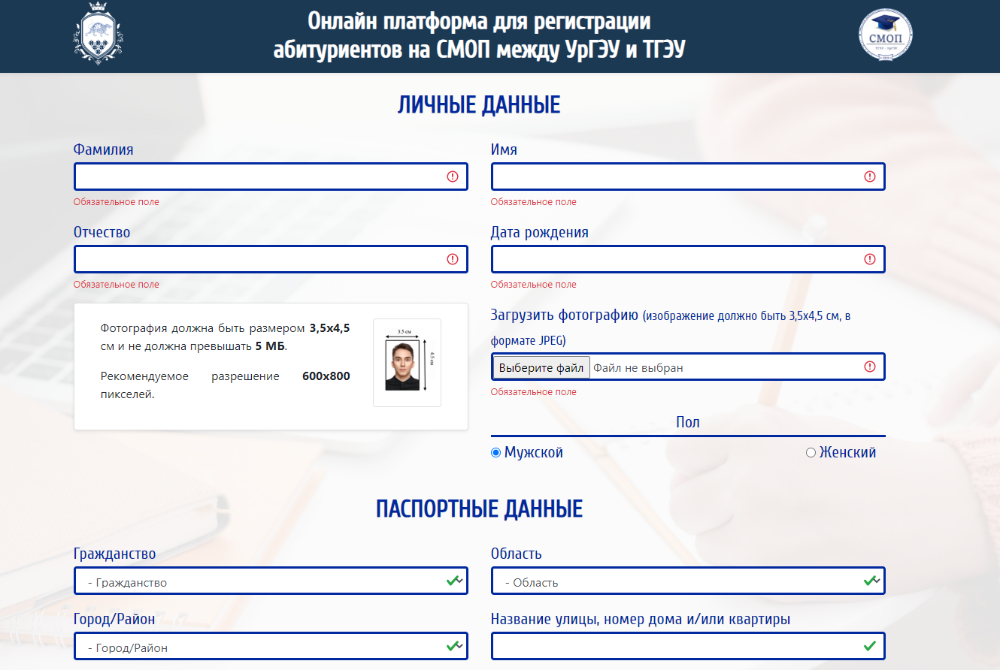 Онлайн платформа для регистрации
абитуриентов на СМОП между УрГЭУ и ТГЭУ
СМОП
ЛИЧНЫЕ ДАННЫЕ
Фамилия
Имя
Обязательное поле
Обязательное поле
Отчество
Дата рождения
Обязательное поле
Обязательное поле
Фотография должна быть размером 3,5х4,5
см и не должна превышать 5 МБ.
Рекомендуемое разрешение 600x800
пикселей.
3.5 см
4.5 см
Загрузить фотографию (изображение должно быть 3,5х4,5 см, в
формате JPEG)
Выберите файл Файл не выбран
Обязательное поле
Пол
Мужской
Женский
ПАСПОРТНЫЕ ДАННЫЕ
Гражданство
Область
- Гражданство
- Область
Город/Район
Название улицы, номер дома и/или квартиры
- Город/Район